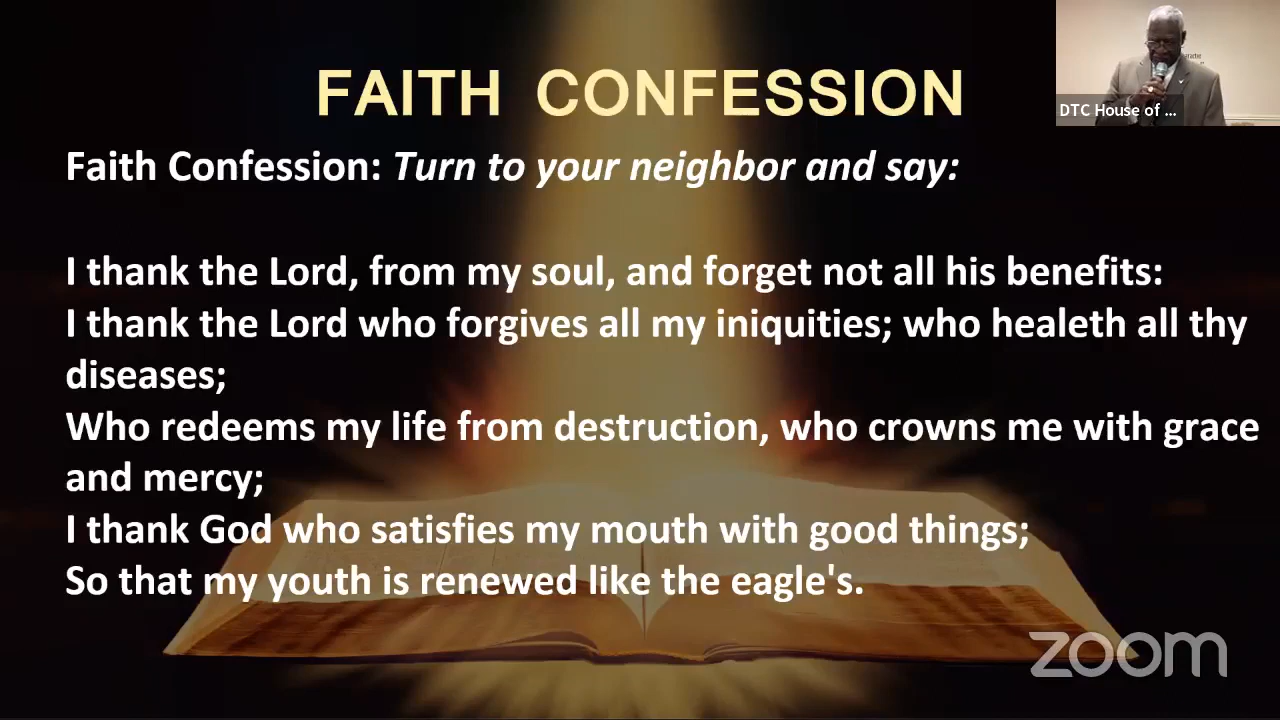 FAITH CONFESSION
DTC House of ...
Faith Confession: Turn to your neighbor and say:
I thank the Lord, from my soul, and forget not all his benefits:
I thank the Lord who forgives all my iniquities; who healeth all thy
diseases;
Who redeems my life from destruction, who crowns me with grace
and mercy;
I thank God who satisfies my mouth with good things;
So that my youth is renewed like the eagle's.
zoom